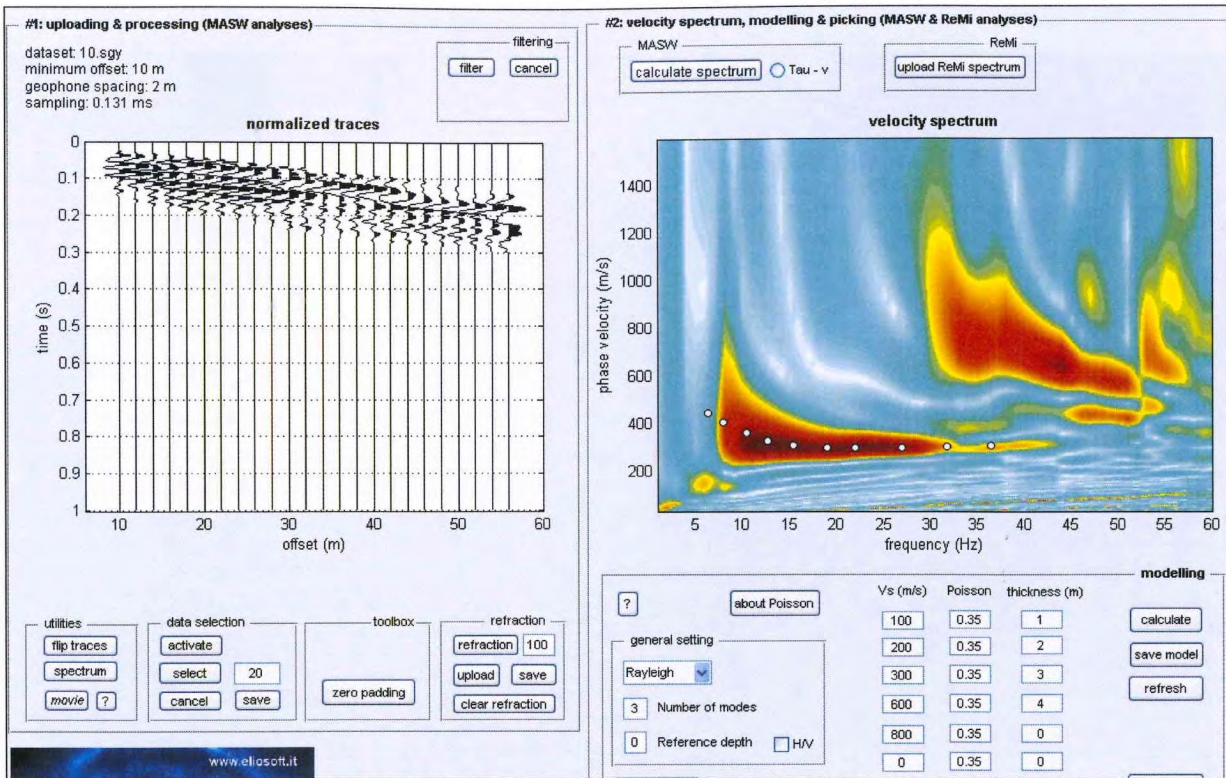 #1: uploading & processing (MASW analyses)
dataset: 10.sgy
minimum offset: 10 m
geophone spacing: 2 m
sampling: 0.131 ms
filtering
filter
cancel
normalized traces
0
0.1
0.2
0.3
0.4
0.5
0.6
0.7
0.8
0.9
1
time (s)
10
20
30
40
50
60
offset (m)
utilities
flip traces
spectrum
movie
?
data selection
activate
select
20
cancel
save
toolbox
zero padding
refraction
refraction
100
upload
save
clear refraction
www.eliosoft.it
#2: velocity spectrum, modelling & picking (MASW & ReMi analyses)
MASW
calculate spectrum
Tau - v
ReMi
upload ReMi spectrum
velocity spectrum
1400
1200
1000
800
600
400
200
phase velocity (m/s)
5
10
15
20
25
30
35
40
45
50
55
60
frequency (Hz)
modelling
?
about Poisson
general setting
Rayleigh
3 Number of modes
0 Reference depth
H/V
Vs (m/s) Poisson thickness (m)
100 0.35 1
200 0.35 2
300 0.35 3
600 0.35 4
800 0.35 0
0 0.35 0
calculate
save model
refresh